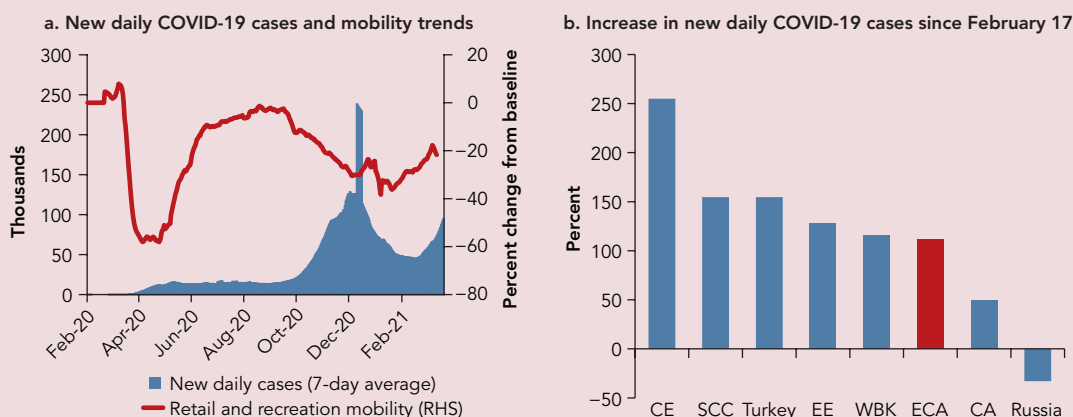 a. New daily COVID-19 cases and mobility trends
300
250
200
150
100
50
0
Thousands
20
0
−20
−40
−60
−80
Percent change from baseline
Feb-20
Apr-20
Jun-20
Aug-20
Oct-20
Dec-20
Feb-21
New daily cases (7-day average)
Retail and recreation mobility (RHS)
b. Increase in new daily COVID-19 cases since February 17
300
250
200
150
100
50
0
−50
Percent
CE SCC Turkey EE WBK ECA CA Russia